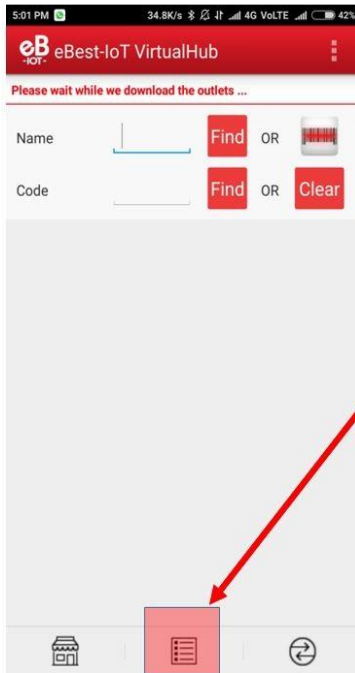 5:01 PM 34.8K/s 4G VoLTE 42%
eB
-IOT-
eBest-IoT VirtualHub
Please wait while we download the outlets ...
Name Find OR
Code Find OR Clear